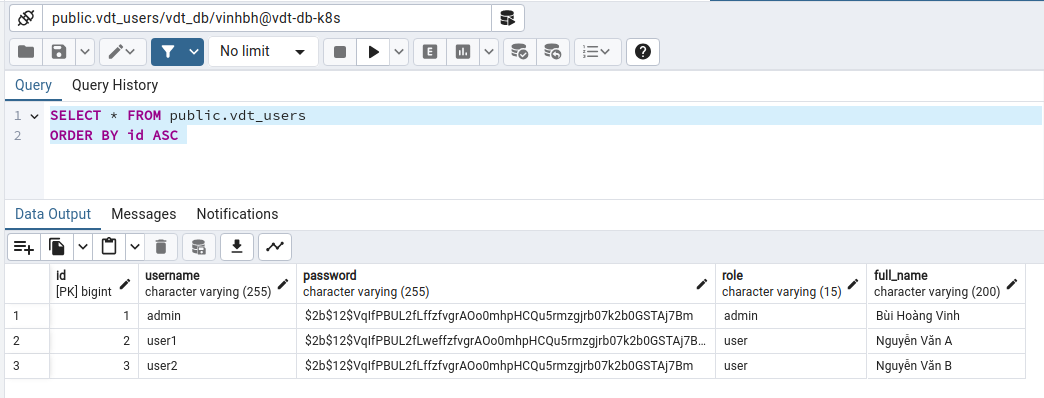 public.vdt_users/vdt_db/vinhbh@vdt-db-k8s
No limit
E
?
Query Query History
1 SELECT * FROM public.vdt_users
2 ORDER BY id ASC
Data Output Messages Notifications
id username password role full_name
[PK] bigint character varying (255) character varying (255) character varying (15) character varying (200)
1 1 admin $2b$12$VqIfPBUL2fLffzfvgrAOo0mhpHCQu5rmzgjrb07k2b0GSTAj7Bm admin Bùi Hoàng Vinh
2 2 user1 $2b$12$VqIfPBUL2fLweffzfvgrAOo0mhpHCQu5rmzgjrb07k2b0GSTAj7B... user Nguyễn Văn A
3 3 user2 $2b$12$VqIfPBUL2fLffzfvgrAOo0mhpHCQu5rmzgjrb07k2b0GSTAj7Bm user Nguyễn Văn B